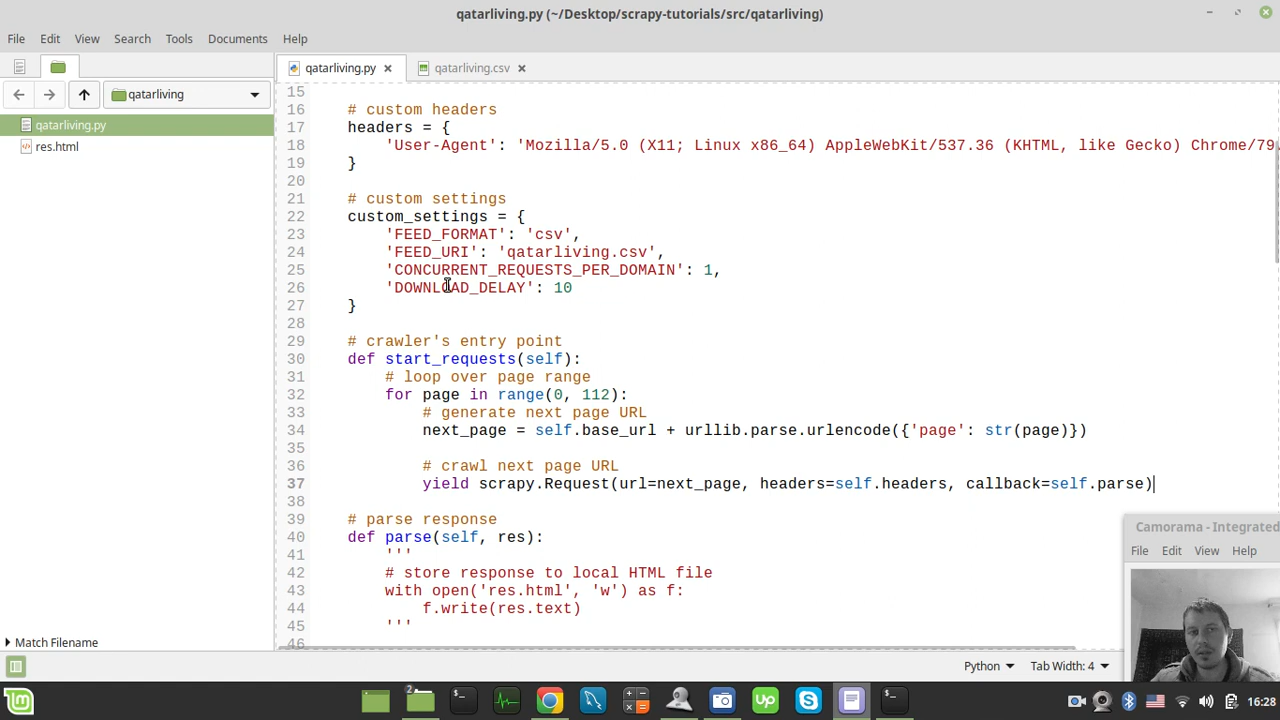 qatarliving.py (~/Desktop/scrapy-tutorials/src/qatarliving)
File Edit View Search Tools Documents Help
qatarliving.py qatarliving.csv
qatarliving
qatarliving.py
res.html
15
16 # custom headers
17 headers = {
18 'User-Agent': 'Mozilla/5.0 (X11; Linux x86_64) AppleWebKit/537.36 (KHTML, like Gecko) Chrome/79.
19 }
20
21 # custom settings
22 custom_settings = {
23 'FEED_FORMAT': 'csv',
24 'FEED_URI': 'qatarliving.csv',
25 'CONCURRENT_REQUESTS_PER_DOMAIN': 1,
26 'DOWNLOAD_DELAY': 10
27 }
28
29 # crawler's entry point
30 def start_requests(self):
31 # loop over page range
32 for page in range(0, 112):
33 # generate next page URL
34 next_page = self.base_url + urllib.parse.urlencode({'page': str(page)})
35
36 # crawl next page URL
37 yield scrapy.Request(url=next_page, headers=self.headers, callback=self.parse)
38
39 # parse response
40 def parse(self, res):
41 '''
42 # store response to local HTML file
43 with open('res.html', 'w') as f:
44 f.write(res.text)
45 '''
46
Camorama - Integrated
File Edit View Help
Match Filename
Python Tab Width: 4
2
Up
16:28